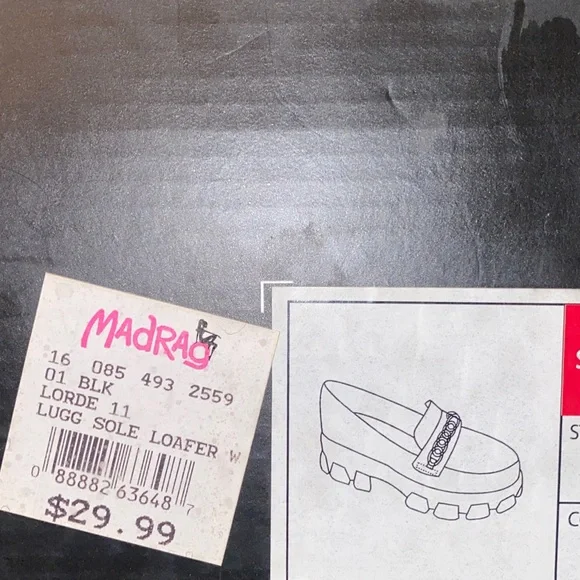 MADRAG
16 085 493 2559
01 BLK
LORDE 11
LUGG SOLE LOAFER W
0 88882 63648 7
$29.99
S
S
C